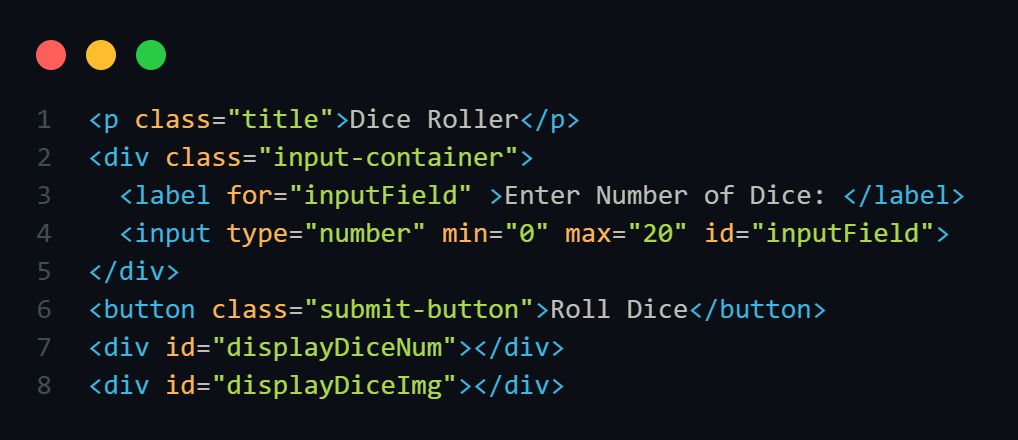 1 <p class="title">Dice Roller</p>
2 <div class="input-container">
3   <label for="inputField" >Enter Number of Dice: </label>
4   <input type="number" min="0" max="20" id="inputField">
5 </div>
6 <button class="submit-button">Roll Dice</button>
7 <div id="displayDiceNum"></div>
8 <div id="displayDiceImg"></div>